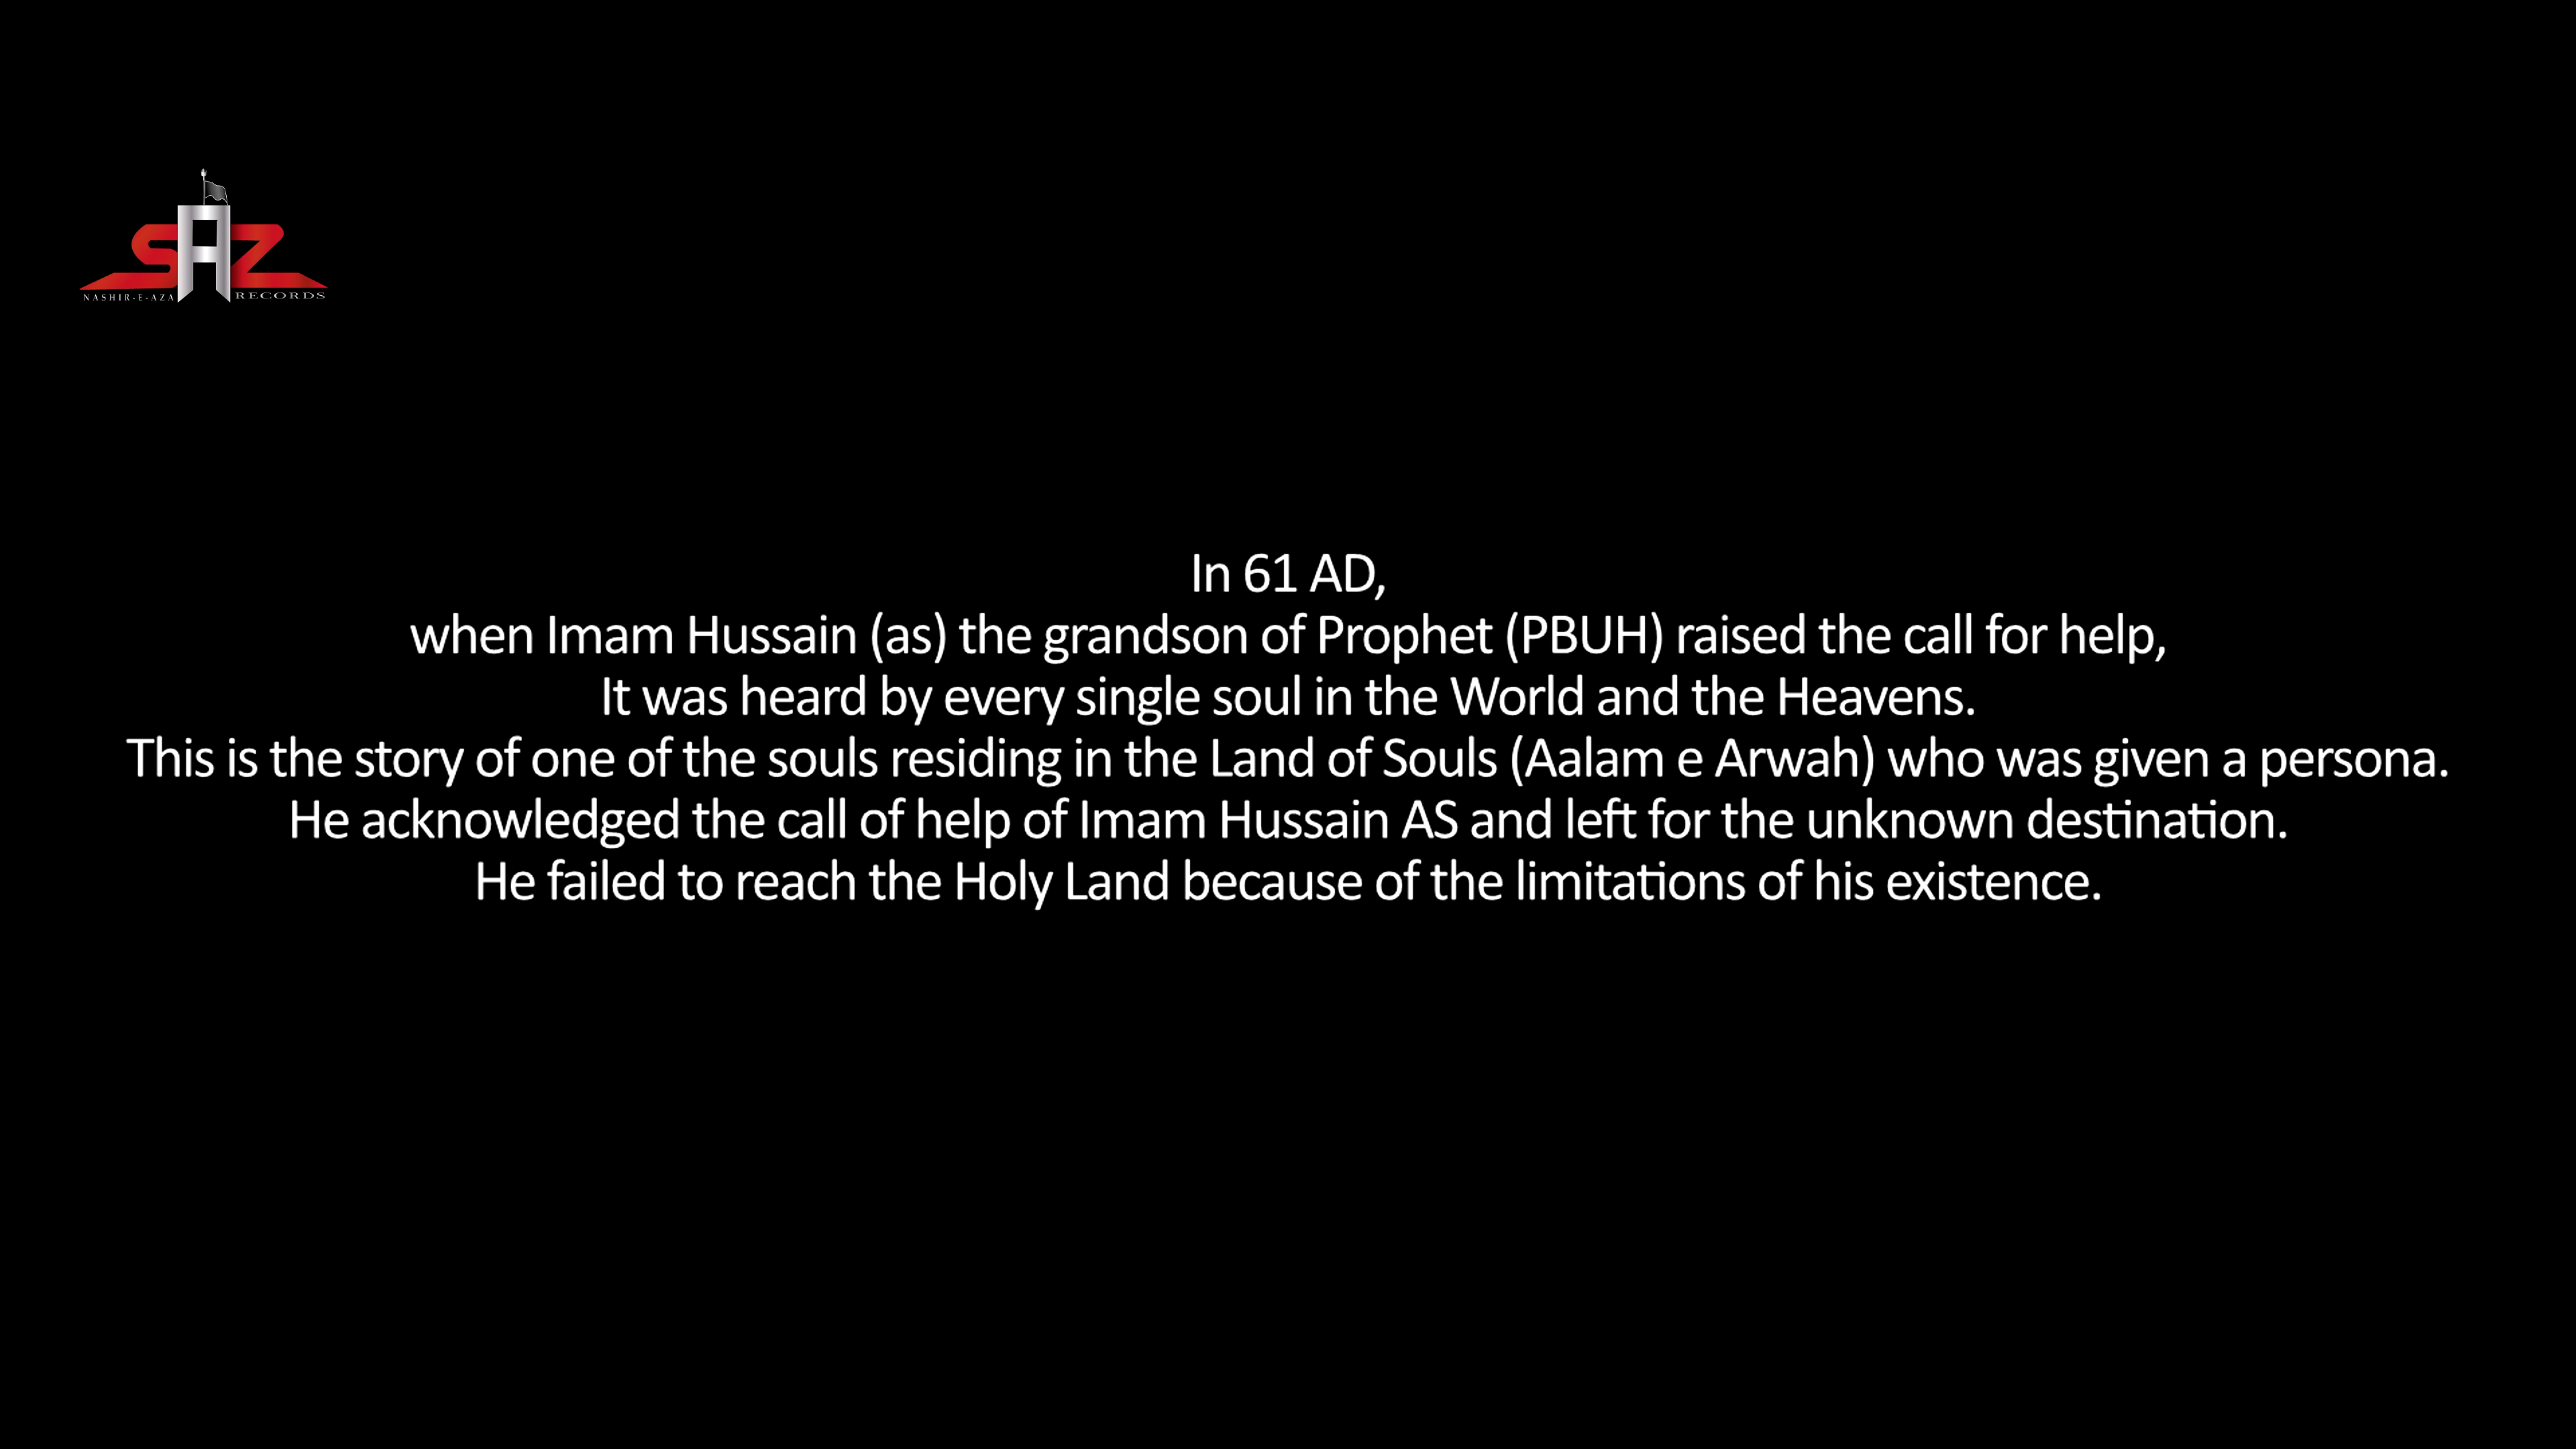 SAZ
NASHIR-E-AZA RECORDS
In 61 AD,
when Imam Hussain (as) the grandson of Prophet (PBUH) raised the call for help,
It was heard by every single soul in the World and the Heavens.
This is the story of one of the souls residing in the Land of Souls (Aalam e Arwah) who was given a persona.
He acknowledged the call of help of Imam Hussain AS and left for the unknown destination.
He failed to reach the Holy Land because of the limitations of his existence.